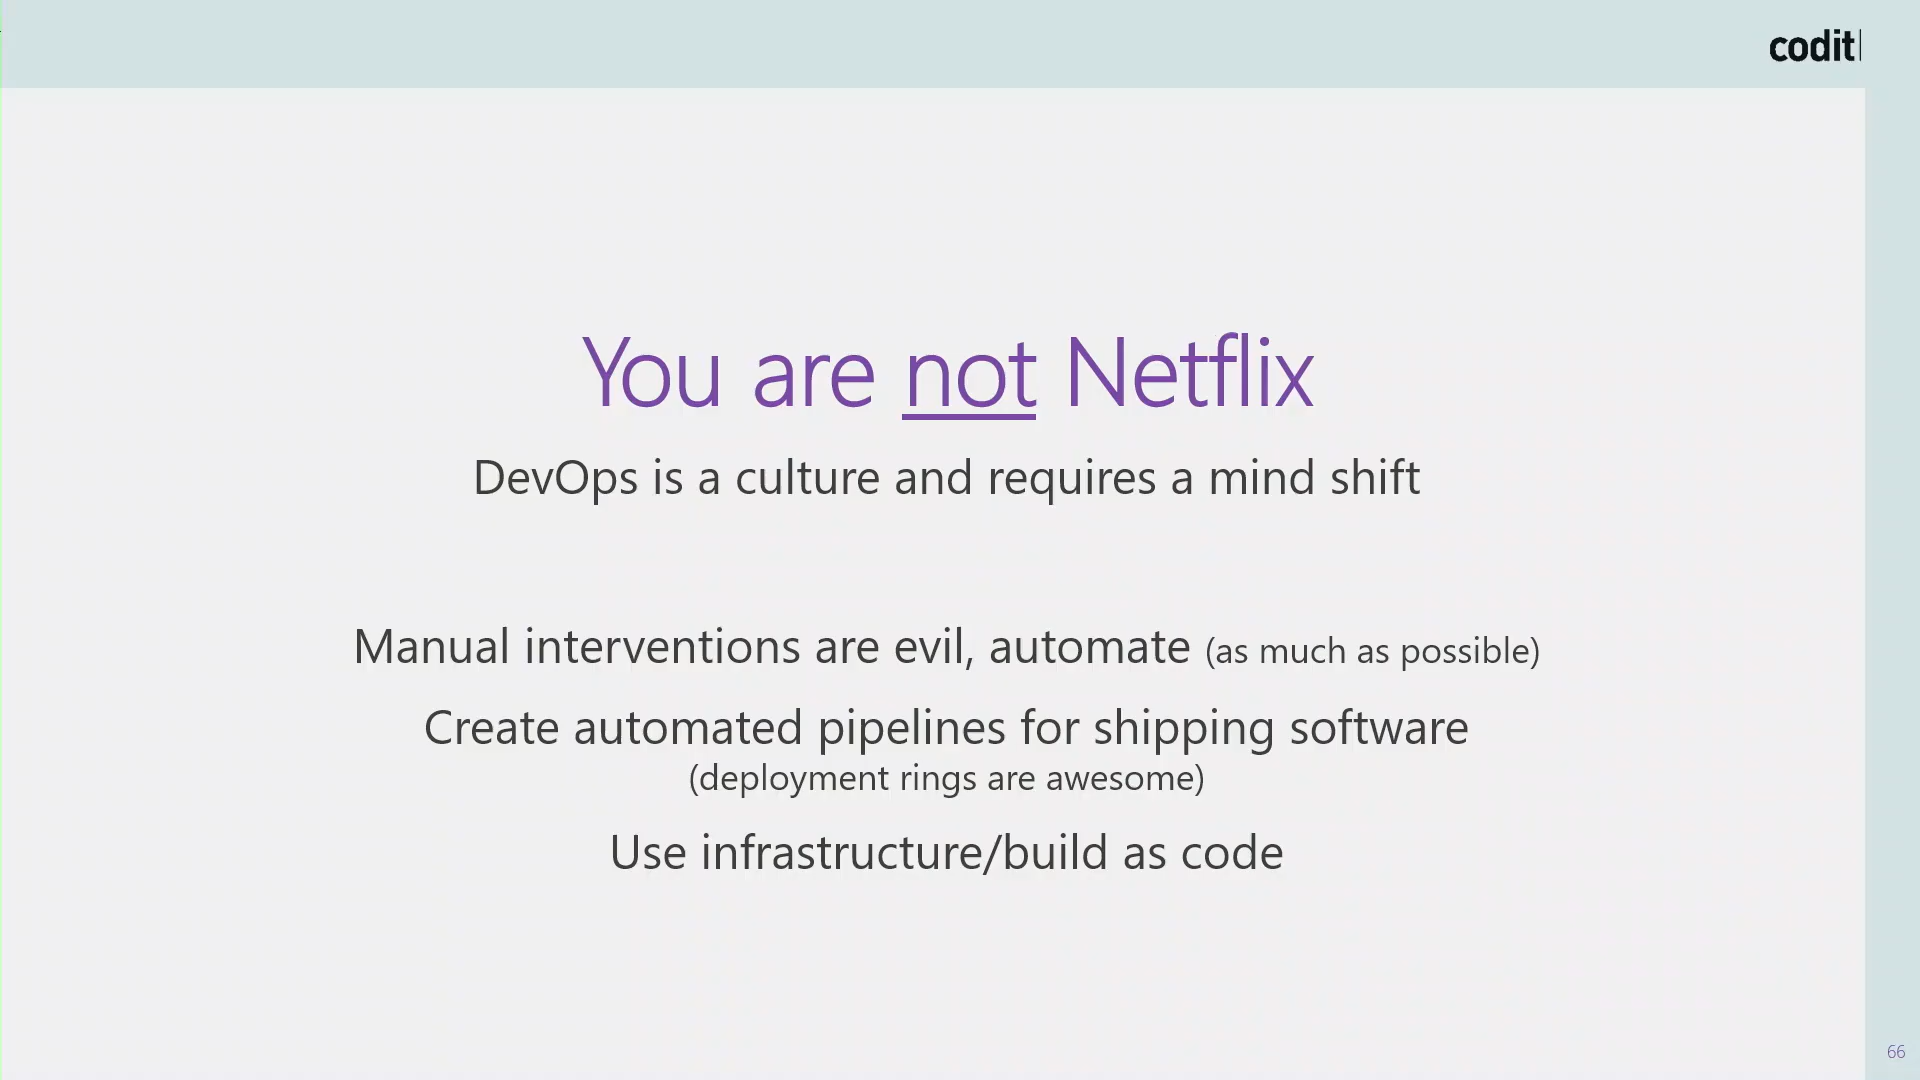 codit
You are not Netflix
DevOps is a culture and requires a mind shift
Manual interventions are evil, automate (as much as possible)
Create automated pipelines for shipping software
(deployment rings are awesome)
Use infrastructure/build as code
66